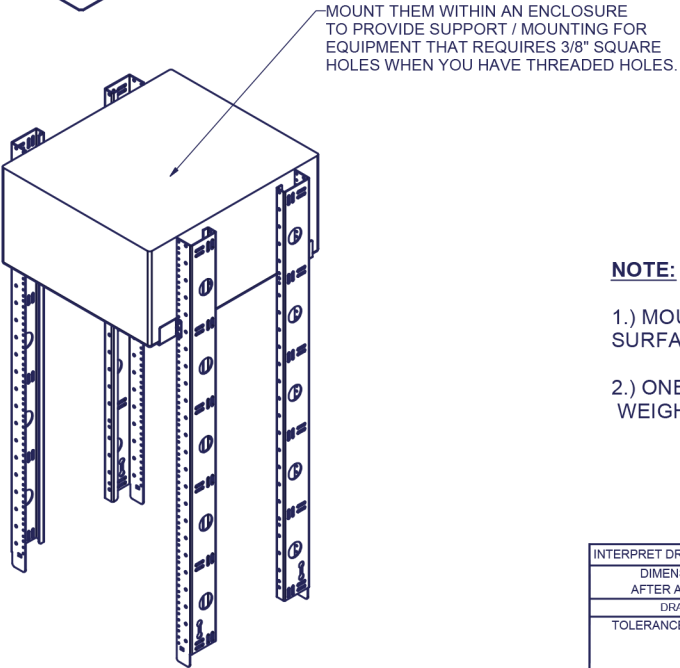 MOUNT THEM WITHIN AN ENCLOSURE
TO PROVIDE SUPPORT / MOUNTING FOR
EQUIPMENT THAT REQUIRES 3/8" SQUARE
HOLES WHEN YOU HAVE THREADED HOLES.
NOTE:
1.) MOU
SURFA
2.) ONE
WEIGH
INTERPRET DR
DIMEN
AFTER A
DRA
TOLERANCE